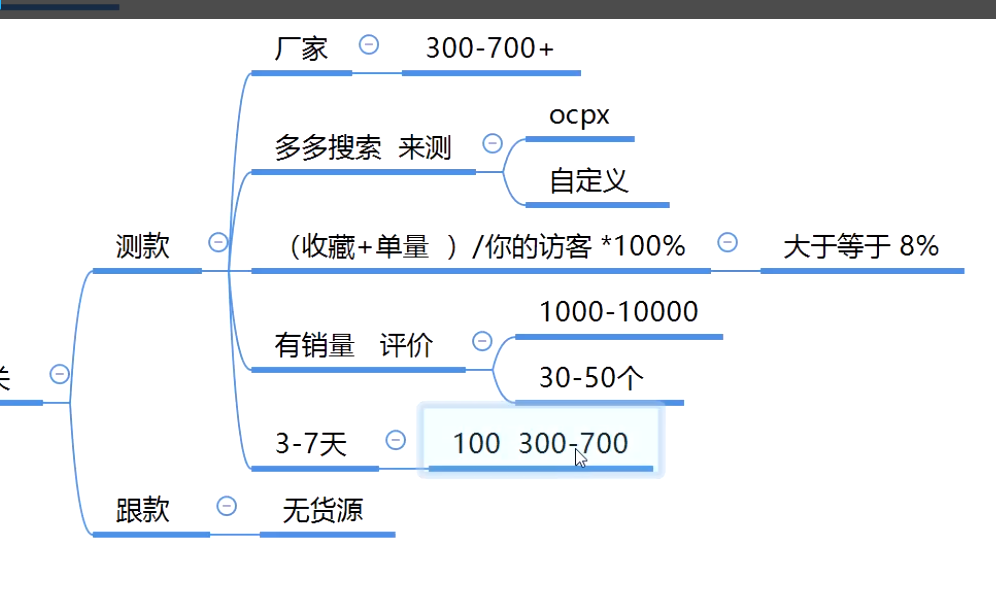 厂家
300-700+
ocpx
多多搜索 来测
自定义
测款
（收藏+单量 ）/你的访客 *100%
大于等于 8%
1000-10000
有销量 评价
30-50个
3-7天
100 300-700
跟款
无货源